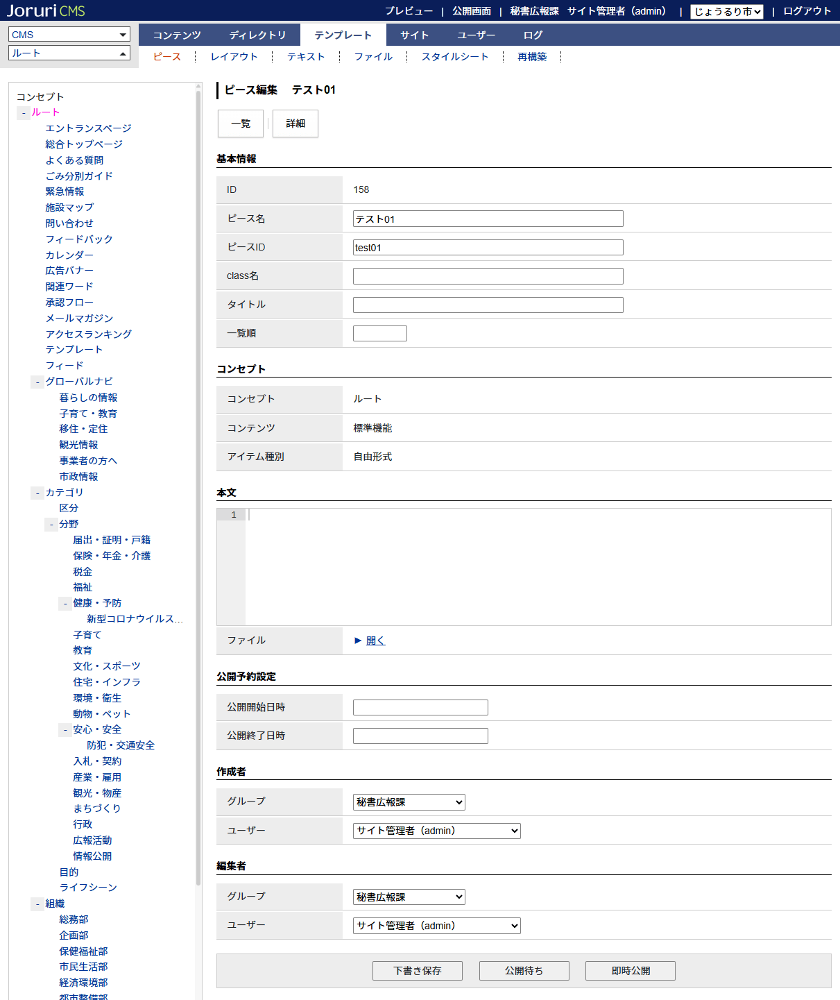 Joruri CMS
プレビュー | 公開画面 | 秘書広報課 サイト管理者（admin） | じょうるり市 | ログアウト
CMS
ルート
コンテンツ ディレクトリ テンプレート サイト ユーザー ログ
ピース レイアウト テキスト ファイル スタイルシート 再構築
コンセプト
- ルート
エントランスページ
総合トップページ
よくある質問
ごみ分別ガイド
緊急情報
施設マップ
問い合わせ
フィードバック
カレンダー
広告バナー
関連ワード
承認フロー
メールマガジン
アクセスランキング
テンプレート
フィード
- グローバルナビ
暮らしの情報
子育て・教育
移住・定住
観光情報
事業者の方へ
市政情報
- カテゴリ
区分
- 分野
届出・証明・戸籍
保険・年金・介護
税金
福祉
- 健康・予防
新型コロナウイルス…
子育て
教育
文化・スポーツ
住宅・インフラ
環境・衛生
動物・ペット
- 安心・安全
防犯・交通安全
入札・契約
産業・雇用
観光・物産
まちづくり
行政
広報活動
情報公開
目的
ライフシーン
- 組織
総務部
企画部
保健福祉部
市民生活部
経済環境部
都市整備部
ピース編集 テスト01
一覧 詳細
基本情報
ID 158
ピース名 テスト01
ピースID test01
class名
タイトル
一覧順
コンセプト
コンセプト ルート
コンテンツ 標準機能
アイテム種別 自由形式
本文
1
ファイル ► 開く
公開予約設定
公開開始日時
公開終了日時
作成者
グループ 秘書広報課
ユーザー サイト管理者（admin）
編集者
グループ 秘書広報課
ユーザー サイト管理者（admin）
下書き保存 公開待ち 即時公開